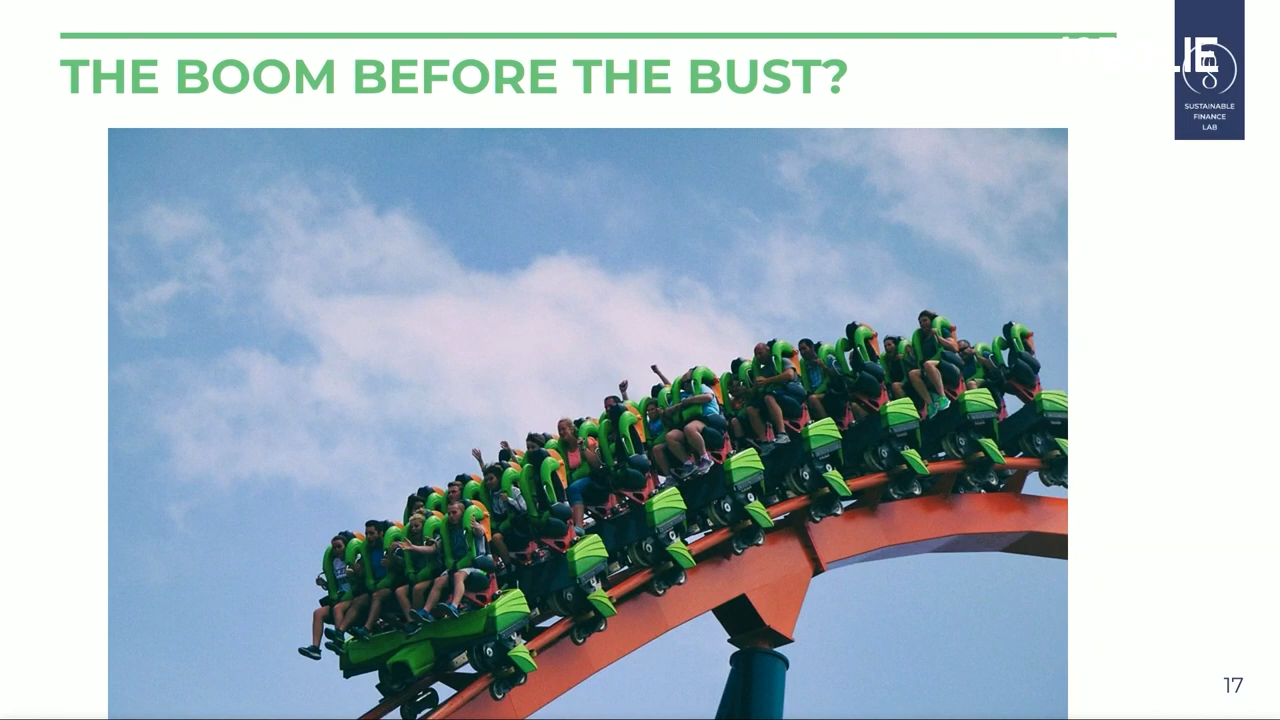 THE BOOM BEFORE THE BUST?
SUSTAINABLE
FINANCE
LAB
17